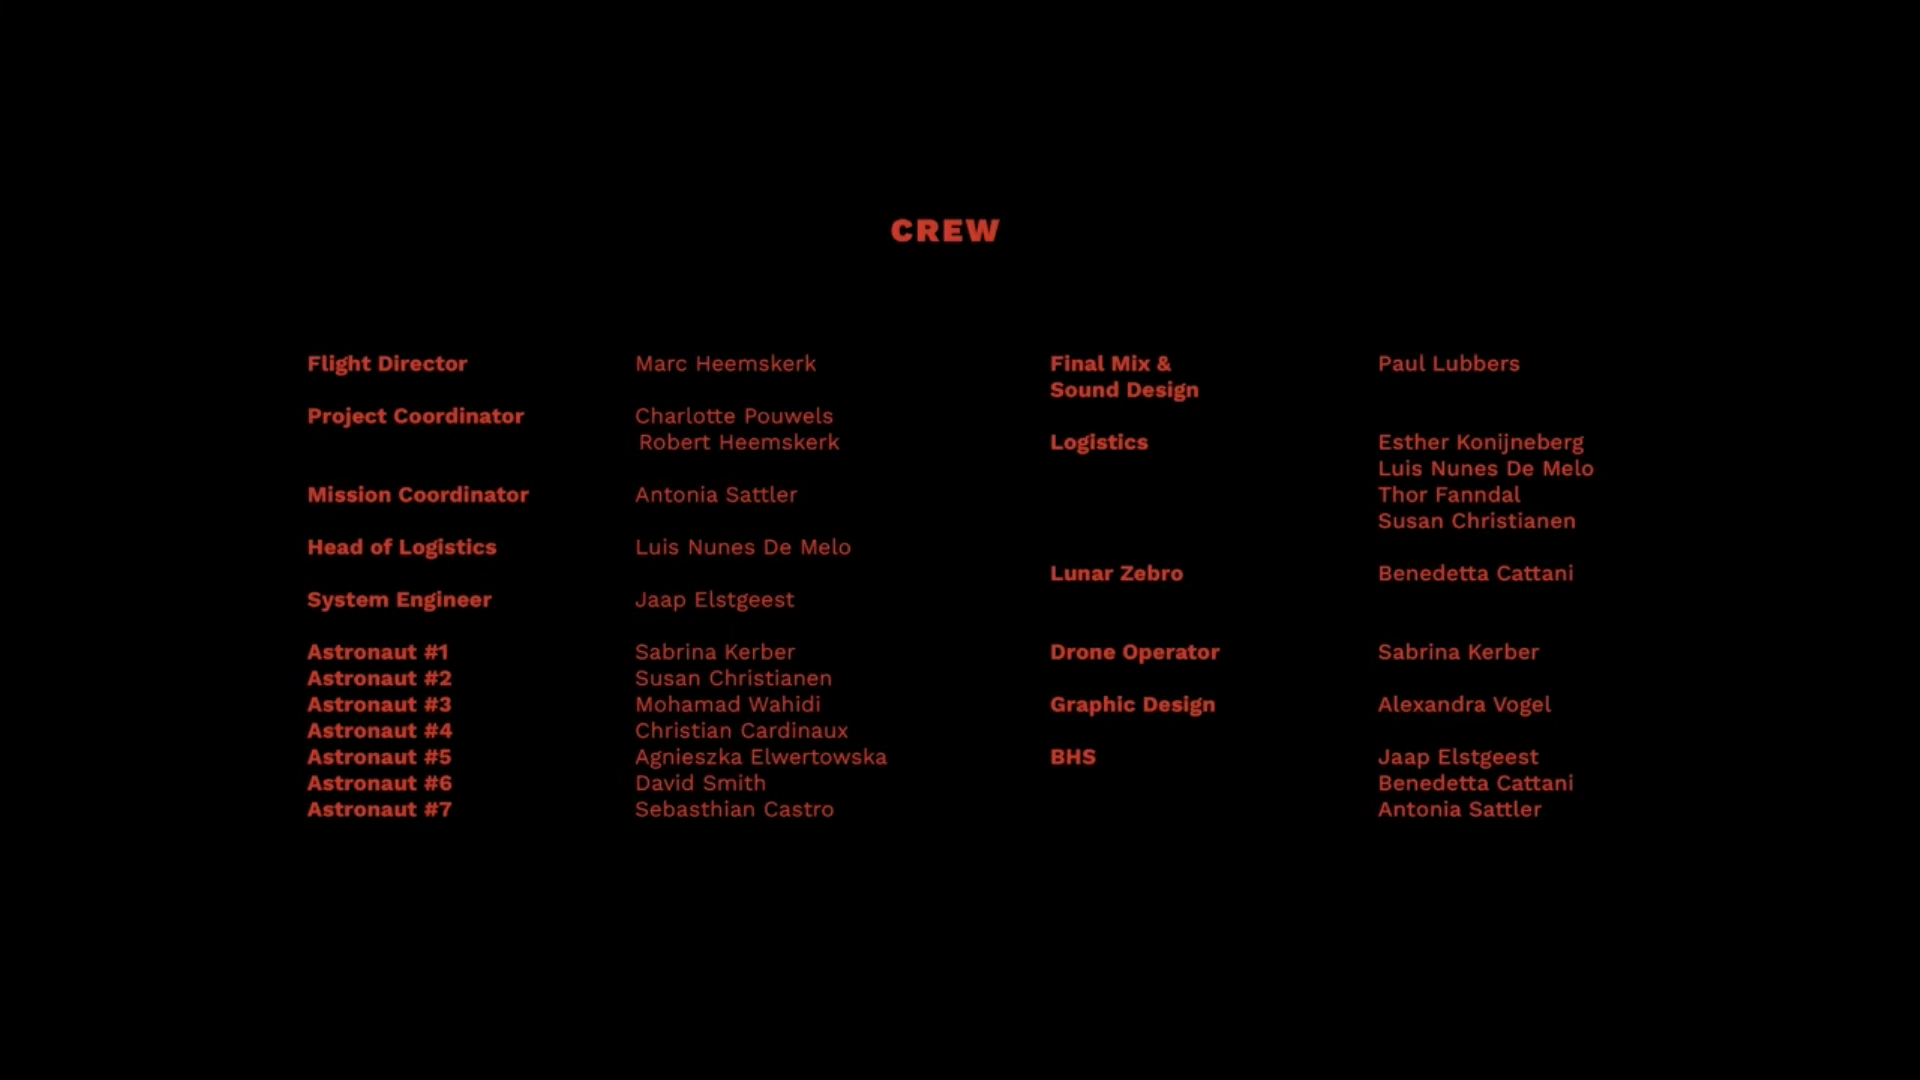 CREW
Flight Director Marc Heemskerk
Project Coordinator Charlotte Pouwels
Robert Heemskerk
Mission Coordinator Antonia Sattler
Head of Logistics Luis Nunes De Melo
System Engineer Jaap Elstgeest
Astronaut #1 Sabrina Kerber
Astronaut #2 Susan Christianen
Astronaut #3 Mohamad Wahidi
Astronaut #4 Christian Cardinaux
Astronaut #5 Agnieszka Elwertowska
Astronaut #6 David Smith
Astronaut #7 Sebasthian Castro
Final Mix & Paul Lubbers
Sound Design
Logistics Esther Konijneberg
Luis Nunes De Melo
Thor Fanndal
Susan Christianen
Lunar Zebro Benedetta Cattani
Drone Operator Sabrina Kerber
Graphic Design Alexandra Vogel
BHS Jaap Elstgeest
Benedetta Cattani
Antonia Sattler